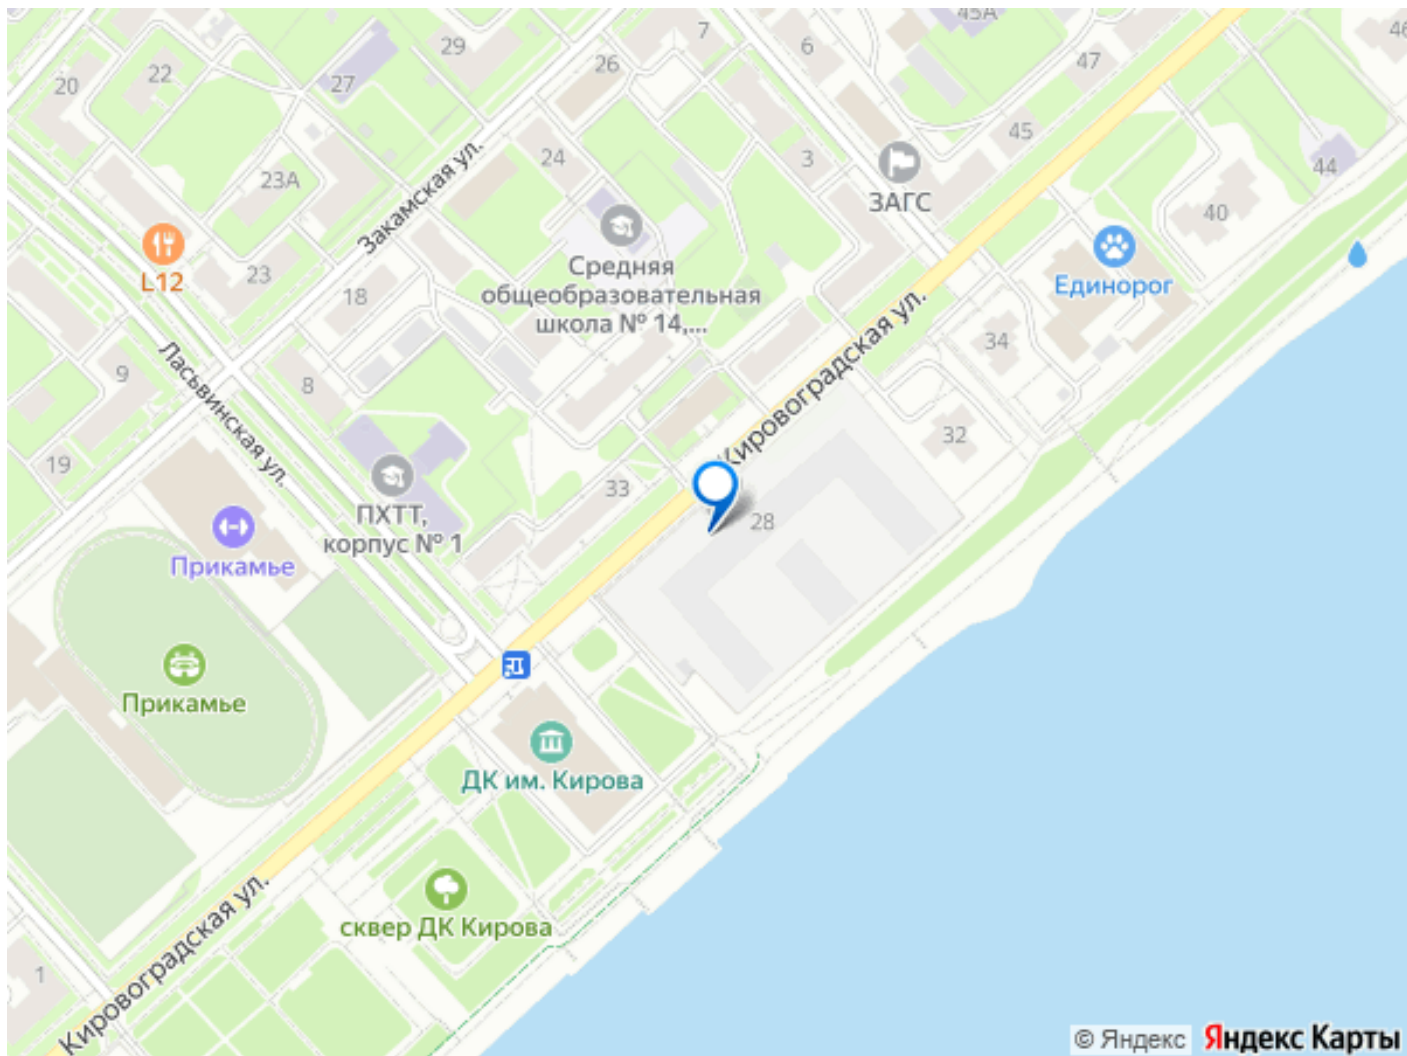 45А
46
29
7
6
47
26
22
20
27
45
24
3
44
Закамская ул.
23А
ЗАГС
40
L12
23
18
Средняя
общеобразовательная
школа № 14,...
Единорог
34
Ласьвинская ул.
9
8
Кировоградская ул.
32
19
33
28
ПХТТ,
корпус № 1
Прикамье
Прикамье
ДК им. Кирова
сквер ДК Кирова
Кировоградская ул.
1
© Яндекс
Яндекс Карты